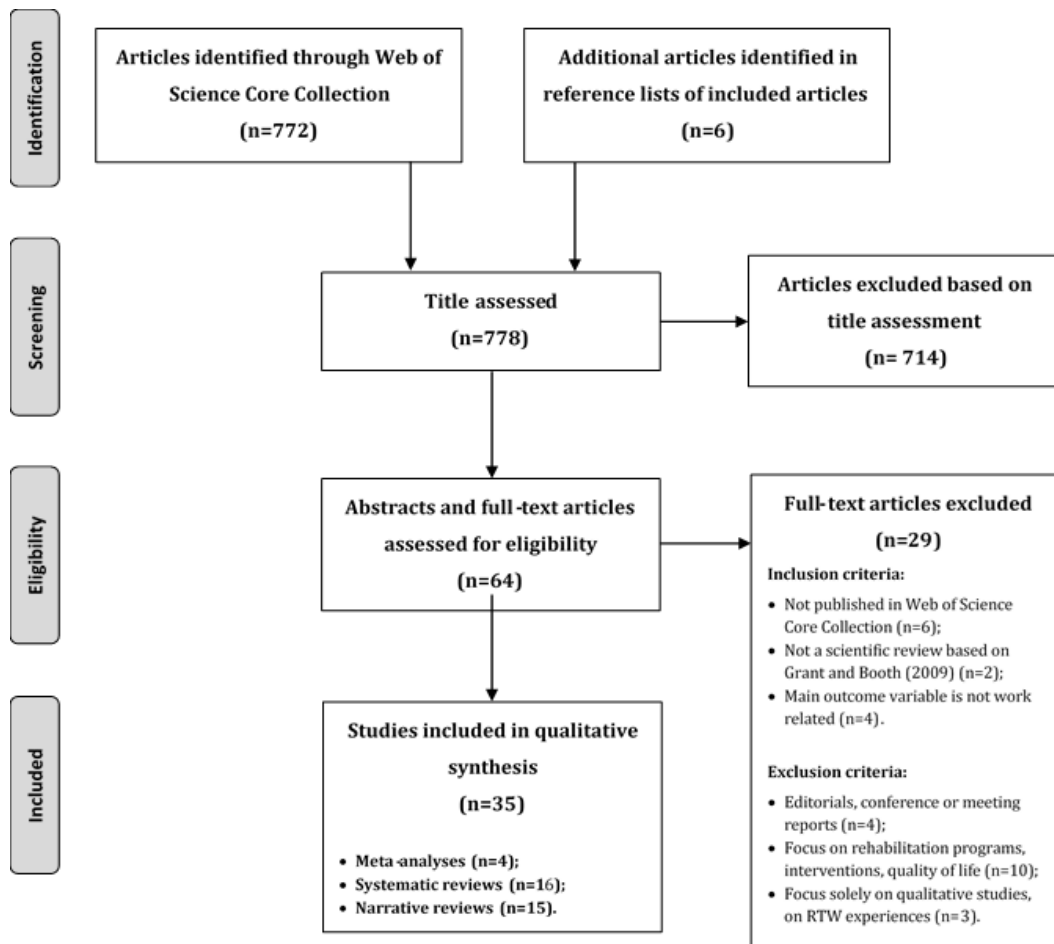 Identification
Articles identified through Web of
Science Core Collection
(n=772)
Additional articles identified in
reference lists of included articles
(n=6)
Screening
Title assessed
(n=778)
Articles excluded based on
title assessment
(n= 714)
Eligibility
Abstracts and full-text articles
assessed for eligibility
(n=64)
Full-text articles excluded
(n=29)
Inclusion criteria:
• Not published in Web of Science
Core Collection (n=6);
• Not a scientific review based on
Grant and Booth (2009) (n=2);
• Main outcome variable is not work
related (n=4).
Exclusion criteria:
• Editorials, conference or meeting
reports (n=4);
• Focus on rehabilitation programs,
interventions, quality of life (n=10);
• Focus solely on qualitative studies,
on RTW experiences (n=3).
Included
Studies included in qualitative
synthesis
(n=35)
• Meta-analyses (n=4);
• Systematic reviews (n=16);
• Narrative reviews (n=15).